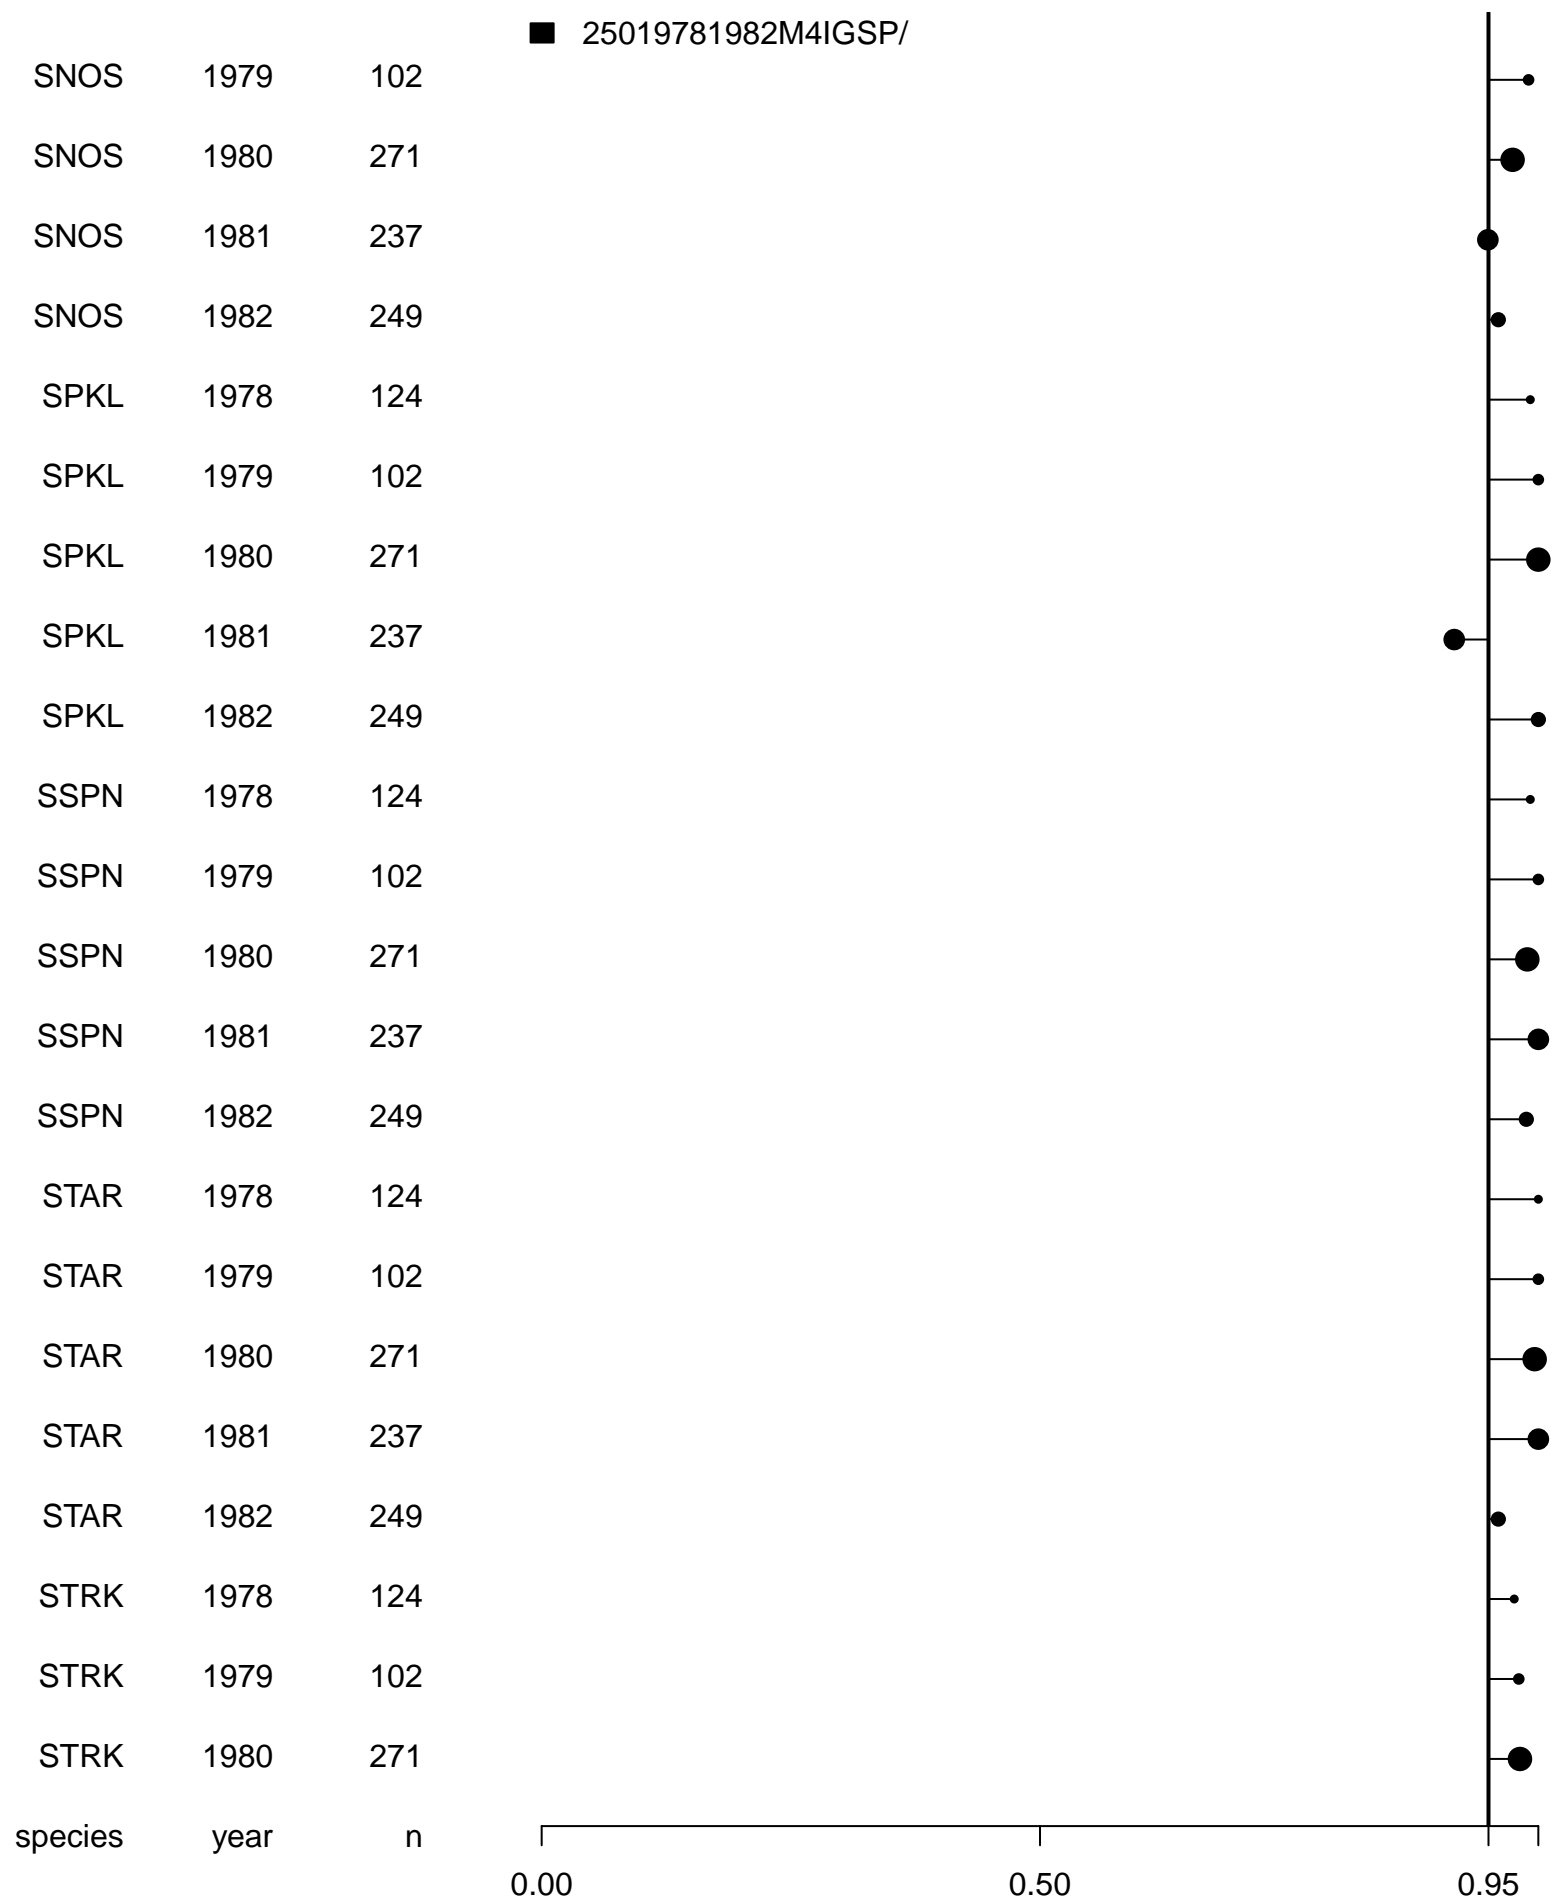 25019781982M4IGSP/
SNOS 1979 102
SNOS 1980 271
SNOS 1981 237
SNOS 1982 249
SPKL 1978 124
SPKL 1979 102
SPKL 1980 271
SPKL 1981 237
SPKL 1982 249
SSPN 1978 124
SSPN 1979 102
SSPN 1980 271
SSPN 1981 237
SSPN 1982 249
STAR 1978 124
STAR 1979 102
STAR 1980 271
STAR 1981 237
STAR 1982 249
STRK 1978 124
STRK 1979 102
STRK 1980 271
species year n
0.00 0.50 0.95